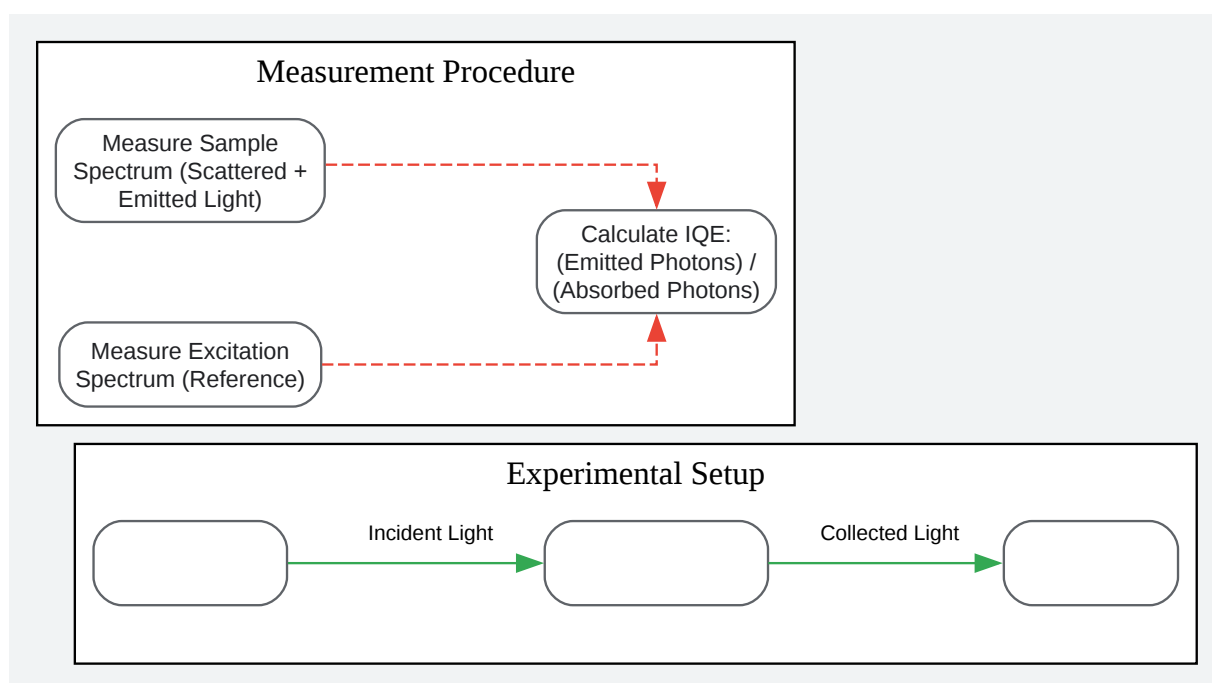 Measurement Procedure
Measure Sample
Spectrum (Scattered +
Emitted Light)
Calculate IQE:
(Emitted Photons) /
(Absorbed Photons)
Measure Excitation
Spectrum (Reference)
Experimental Setup
Incident Light
Collected Light